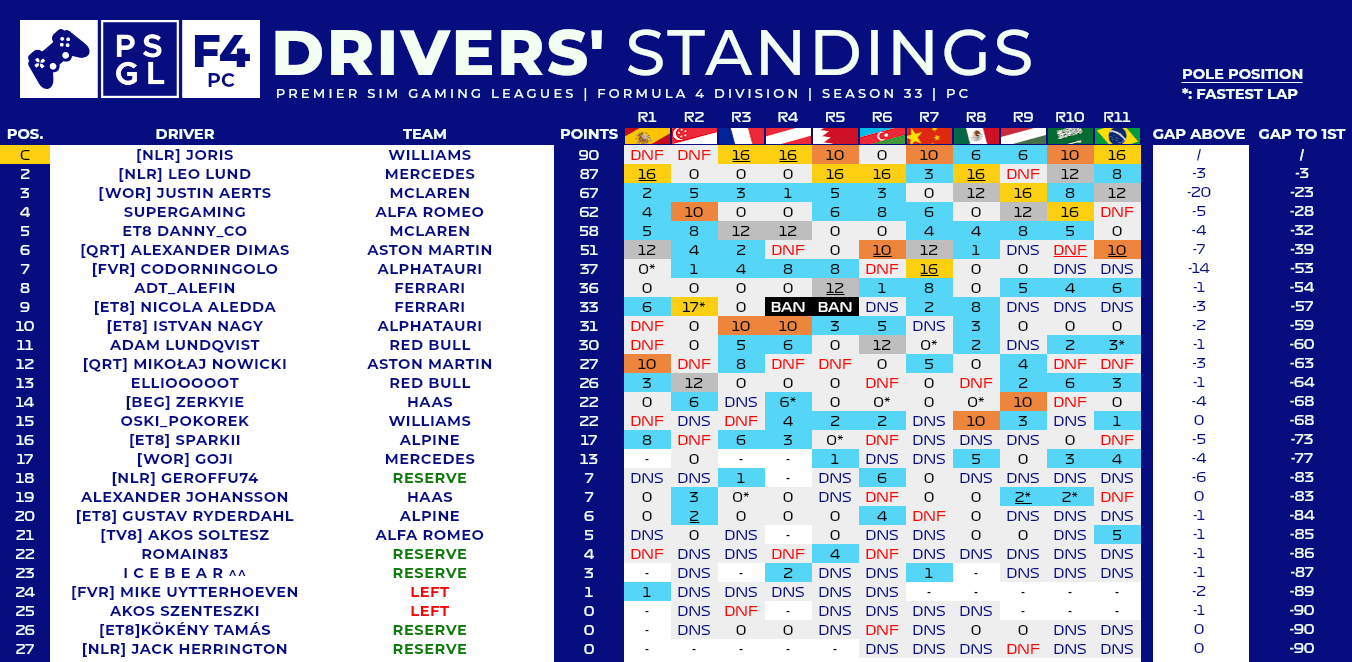 PS
GL
F4
PC
DRIVERS' STANDINGS
PREMIER SIM GAMING LEAGUES | FORMULA 4 DIVISION | SEASON 33 | PC
POLE POSITION
*: FASTEST LAP
R1 R2 R3 R4 R5 R6 R7 R8 R9 R10 R11
POS. DRIVER TEAM POINTS GAP ABOVE GAP TO 1ST
C [NLR] JORIS WILLIAMS 90 DNF DNF 16 16 10 0 10 6 6 10 16 / /
2 [NLR] LEO LUND MERCEDES 87 16 0 0 0 16 16 3 16 DNF 12 8 -3 -3
3 [WOR] JUSTIN AERTS MCLAREN 67 2 5 3 1 5 3 0 12 16 8 12 -20 -23
4 SUPERGAMING ALFA ROMEO 62 4 10 0 0 6 8 6 0 12 16 DNF -5 -28
5 ET8 DANNY_CO MCLAREN 58 5 8 12 12 0 0 4 4 8 5 0 -4 -32
6 [QRT] ALEXANDER DIMAS ASTON MARTIN 51 12 4 2 DNF 0 10 12 1 DNS DNF 10 -7 -39
7 [FVR] CODORNINGOLO ALPHATAURI 37 0* 1 4 8 8 DNF 16 0 0 DNS DNS -14 -53
8 ADT_ALEFIN FERRARI 36 0 0 0 0 12 1 8 0 5 4 6 -1 -54
9 [ET8] NICOLA ALEDDA FERRARI 33 6 17* 0 BAN BAN DNS 2 8 DNS DNS DNS -3 -57
10 [ET8] ISTVAN NAGY ALPHATAURI 31 DNF 0 10 10 3 5 DNS 3 0 0 0 -2 -59
11 ADAM LUNDQVIST RED BULL 30 DNF 0 5 6 0 12 0* 2 DNS 2 3* -1 -60
12 [QRT] MIKOŁAJ NOWICKI ASTON MARTIN 27 10 DNF 8 DNF DNF 0 5 0 4 DNF DNF -3 -63
13 ELLIOOOOOT RED BULL 26 3 12 0 0 0 DNF 0 DNF 2 6 3 -1 -64
14 [BEG] ZERKYIE HAAS 22 0 6 DNS 6* 0 0* 0 0* 10 DNF 0 -4 -68
15 OSKI_POKOREK WILLIAMS 22 DNF DNS DNF 4 2 2 DNS 10 3 DNS 1 0 -68
16 [ET8] SPARKII ALPINE 17 8 DNF 6 3 0* DNF DNS DNS DNS 0 DNF -5 -73
17 [WOR] GOJI MERCEDES 13 - 0 - - 1 DNS DNS 5 0 3 4 -4 -77
18 [NLR] GEROFFU74 RESERVE 7 DNS DNS 1 - DNS 6 0 DNS DNS DNS DNS -6 -83
19 ALEXANDER JOHANSSON HAAS 7 0 3 0* 0 DNS DNF 0 0 2* 2* DNF 0 -83
20 [ET8] GUSTAV RYDERDAHL ALPINE 6 0 2 0 0 0 4 DNF 0 DNS DNS DNS -1 -84
21 [TV8] AKOS SOLTESZ ALFA ROMEO 5 DNS 0 DNS - 0 DNS DNS 0 0 DNS 5 -1 -85
22 ROMAIN83 RESERVE 4 DNF DNS DNS DNF 4 DNF DNS DNS DNS DNS DNS -1 -86
23 I C E B E A R ^^ RESERVE 3 - DNS - 2 DNS DNS 1 - DNS DNS DNS -1 -87
24 [FVR] MIKE UYTTERHOEVEN LEFT 1 1 DNS DNS DNS DNS DNS - - - - - -2 -89
25 AKOS SZENTESZKI LEFT 0 - DNS DNF - DNS DNS DNS DNS - - - -1 -90
26 [ET8]KÖKÉNY TAMÁS RESERVE 0 - DNS 0 0 DNS DNF DNS 0 0 DNS DNS 0 -90
27 [NLR] JACK HERRINGTON RESERVE 0 - - - - - DNS DNS DNS DNF DNS DNS 0 -90